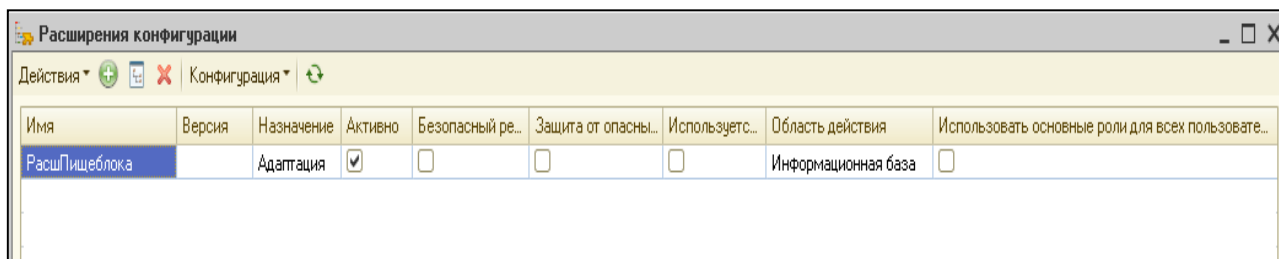 Расширения конфигурации
Действия Конфигурация
Имя Версия Назначение Активно Безопасный ре... Защита от опасны... Используетс... Область действия Использовать основные роли для всех пользовате...
РасшПищеблока Адаптация Информационная база